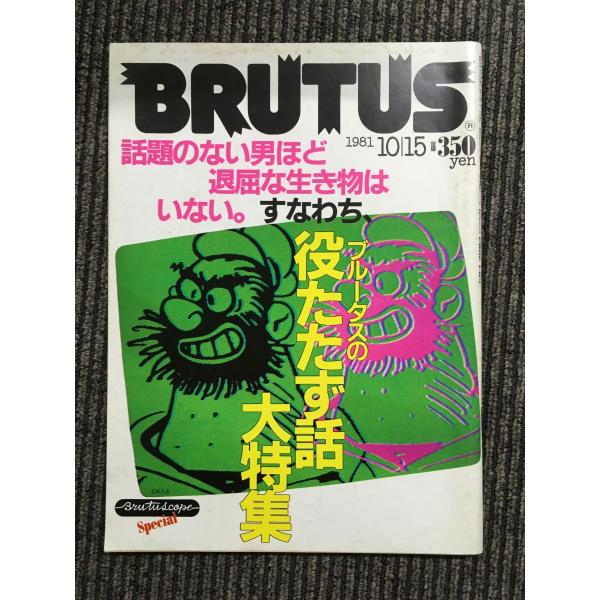 BRUTUS
®
1981 10|15 350
yen
話題のない男ほど
退屈な生き物は
いない。すなわち、
ブルータスの
役たたず話
大特集
©K.F.S
Brutuscope
Special